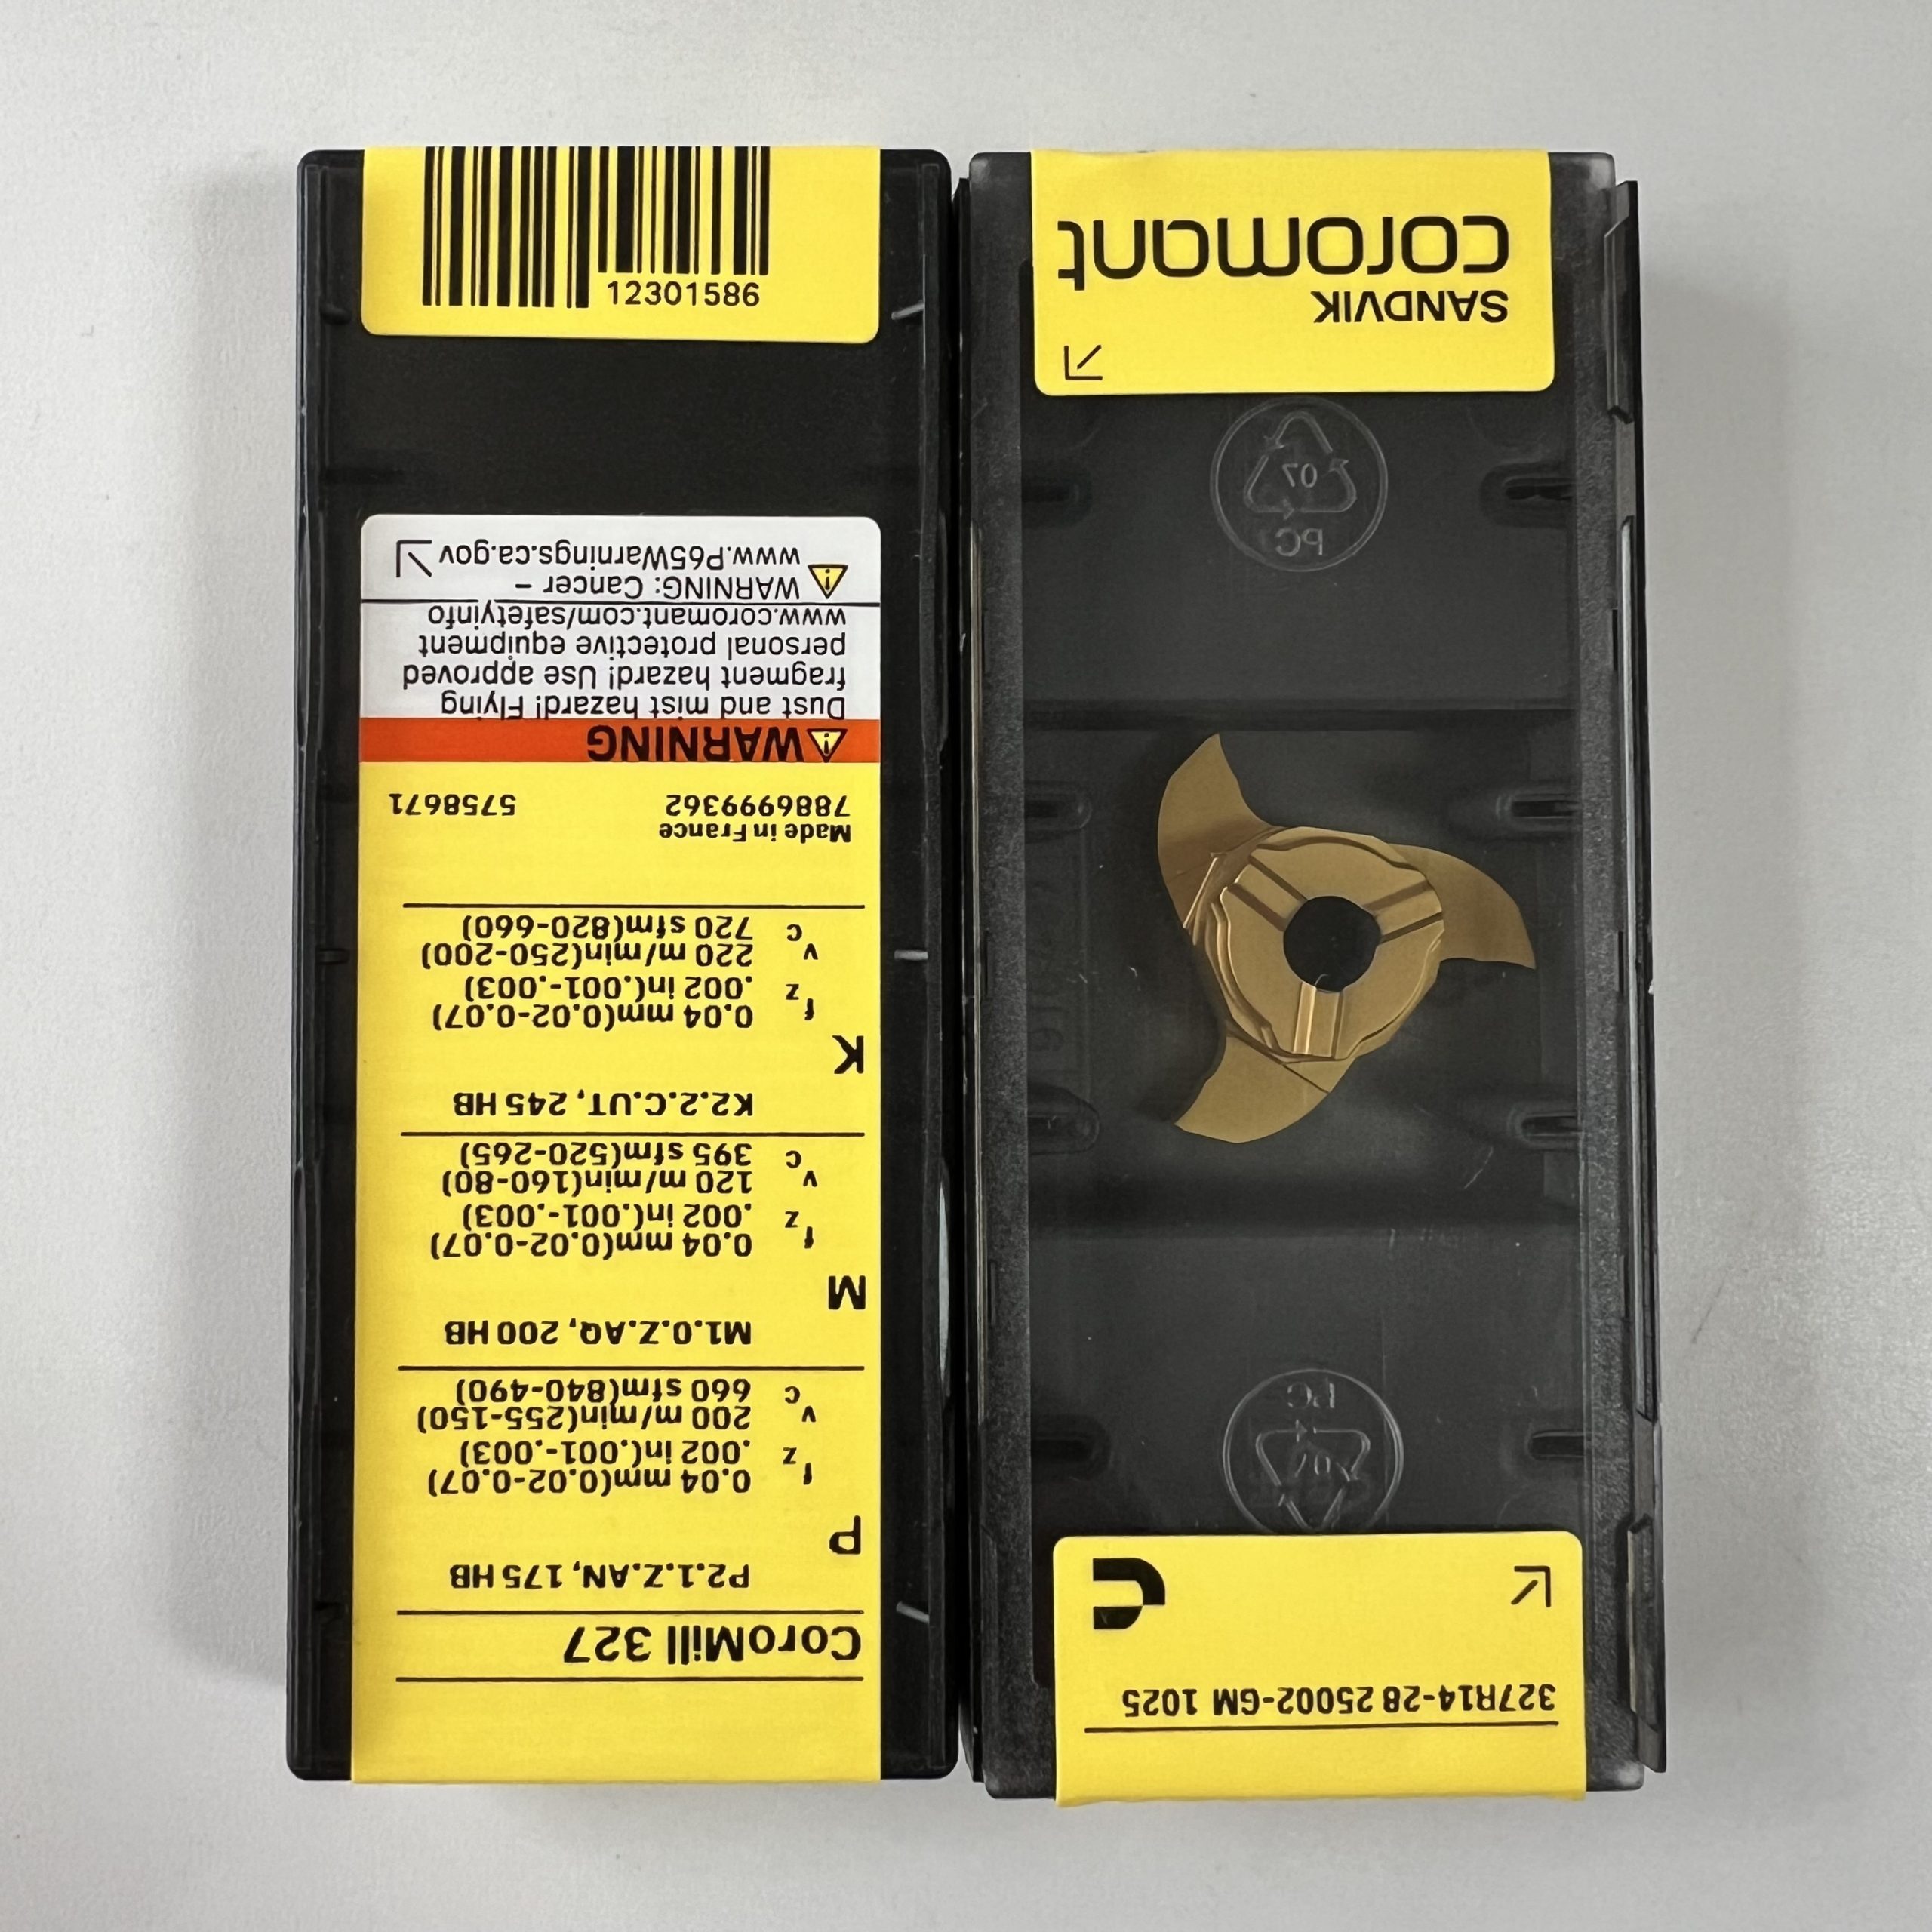 CoroMill 327
P2.1.Z.AN, 175 HB
P
f z 0.04 mm(0.02-0.07)
.002 in(.001-.003)
v c 200 m/min(255-150)
660 sfm(840-490)
M1.0.Z.AQ, 200 HB
M
f z 0.04 mm(0.02-0.07)
.002 in(.001-.003)
v c 120 m/min(160-80)
395 sfm(520-265)
K2.2.C.UT, 245 HB
K
f z 0.04 mm(0.02-0.07)
.002 in(.001-.003)
v c 220 m/min(250-200)
720 sfm(820-660)
Made in France
7886999362 5758671
WARNING
Dust and mist hazard! Flying
fragment hazard! Use approved
personal protective equipment
www.coromant.com/safetyinfo
WARNING: Cancer –
www.P65Warnings.ca.gov
12301586
327R14-28 25002-GM 1025
PC
07
07
PC
SANDVIK
coromant